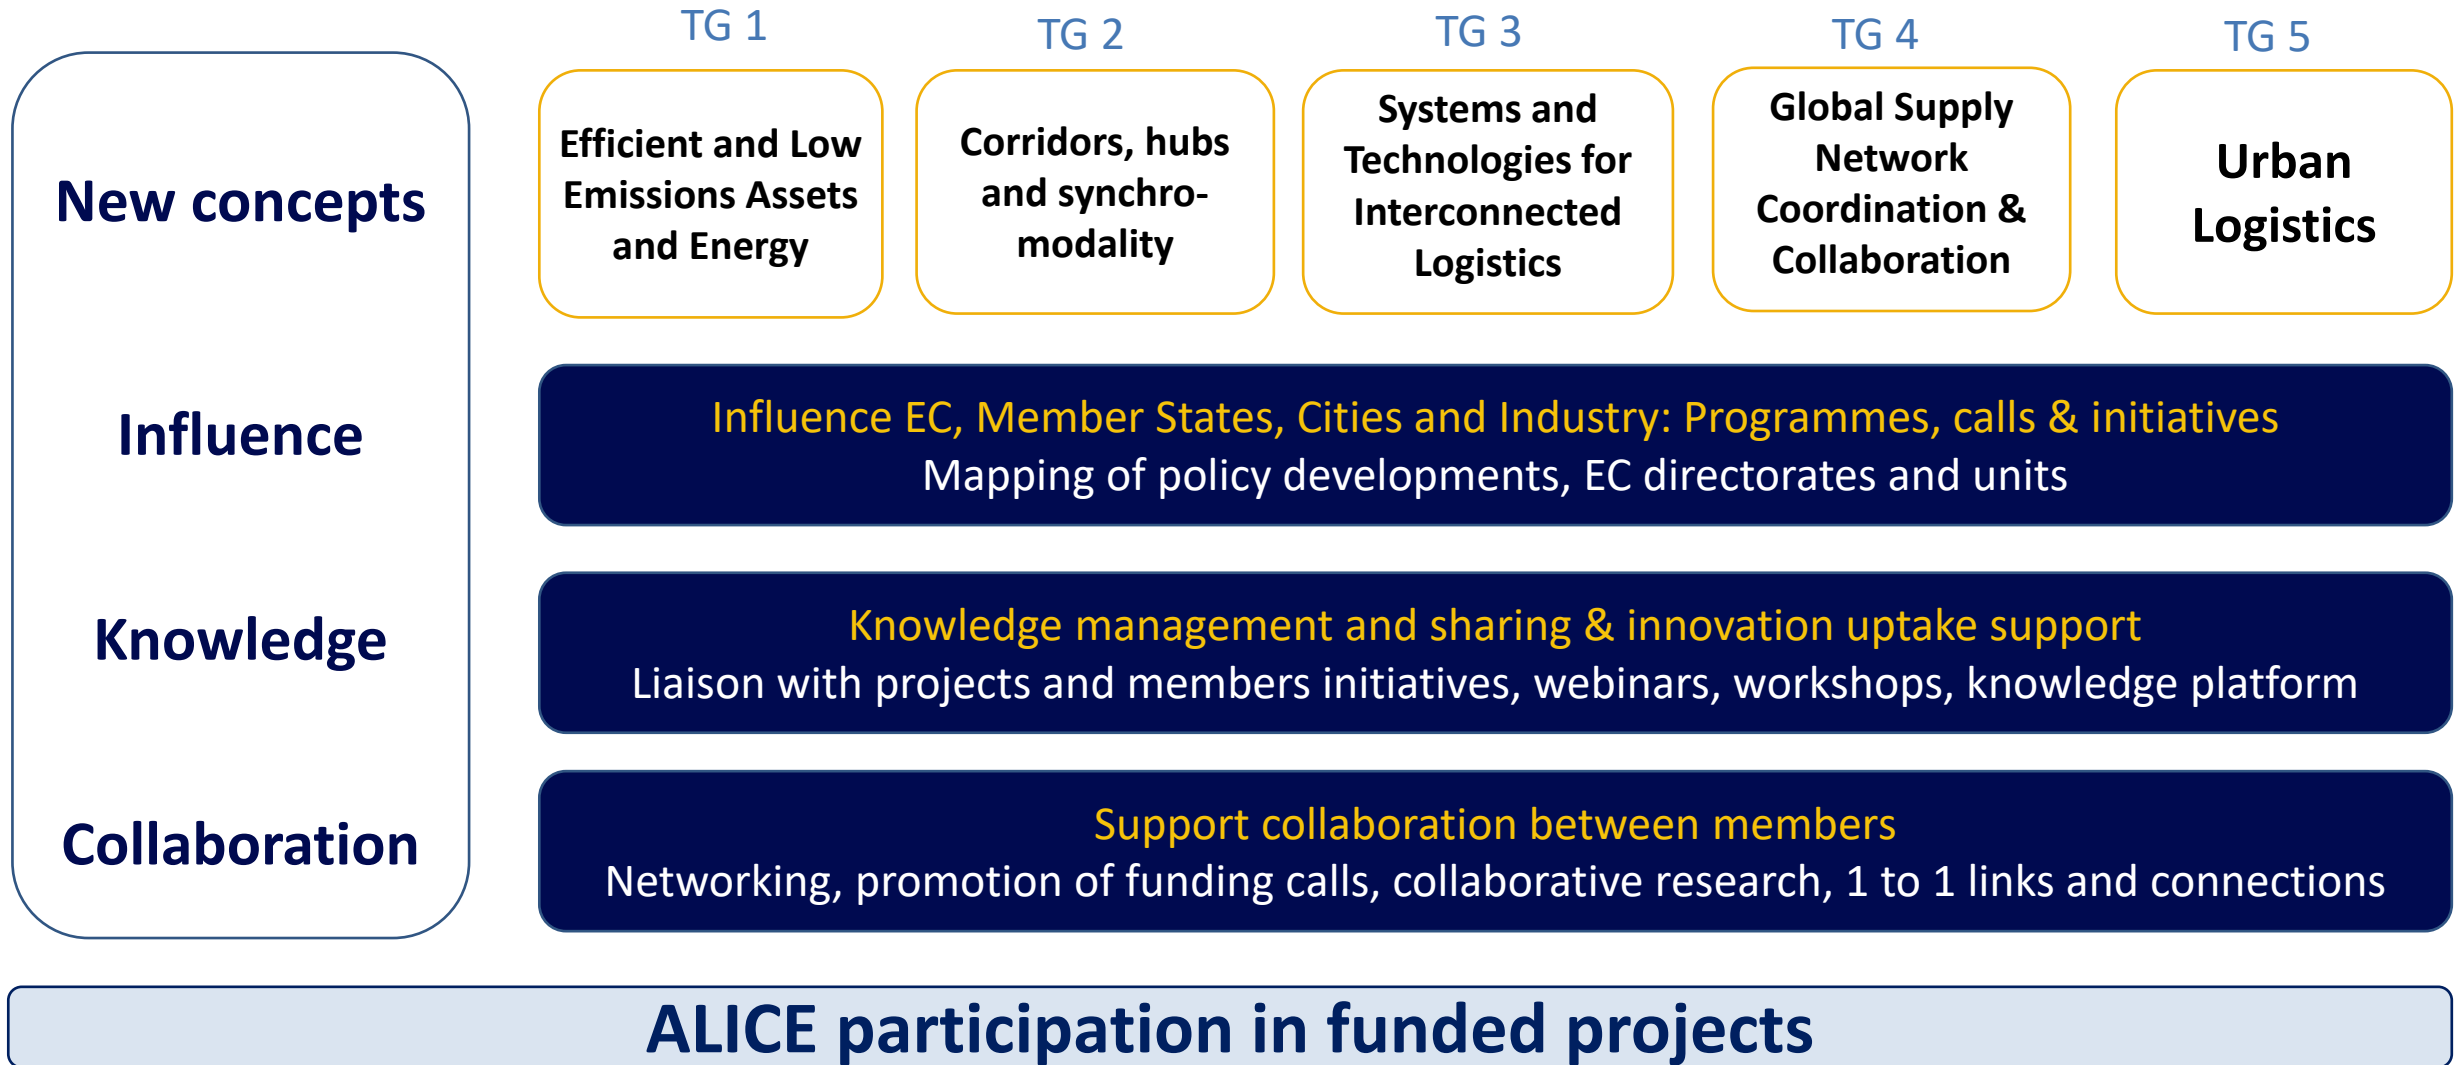 TG 1
TG 2
TG 3
TG 4
TG 5
New concepts
Efficient and Low
Emissions Assets
and Energy
Corridors, hubs
and synchro-
modality
Systems and
Technologies for
Interconnected
Logistics
Global Supply
Network
Coordination &
Collaboration
Urban
Logistics
Influence
Influence EC, Member States, Cities and Industry: Programmes, calls & initiatives
Mapping of policy developments, EC directorates and units
Knowledge
Knowledge management and sharing & innovation uptake support
Liaison with projects and members initiatives, webinars, workshops, knowledge platform
Collaboration
Support collaboration between members
Networking, promotion of funding calls, collaborative research, 1 to 1 links and connections
ALICE participation in funded projects